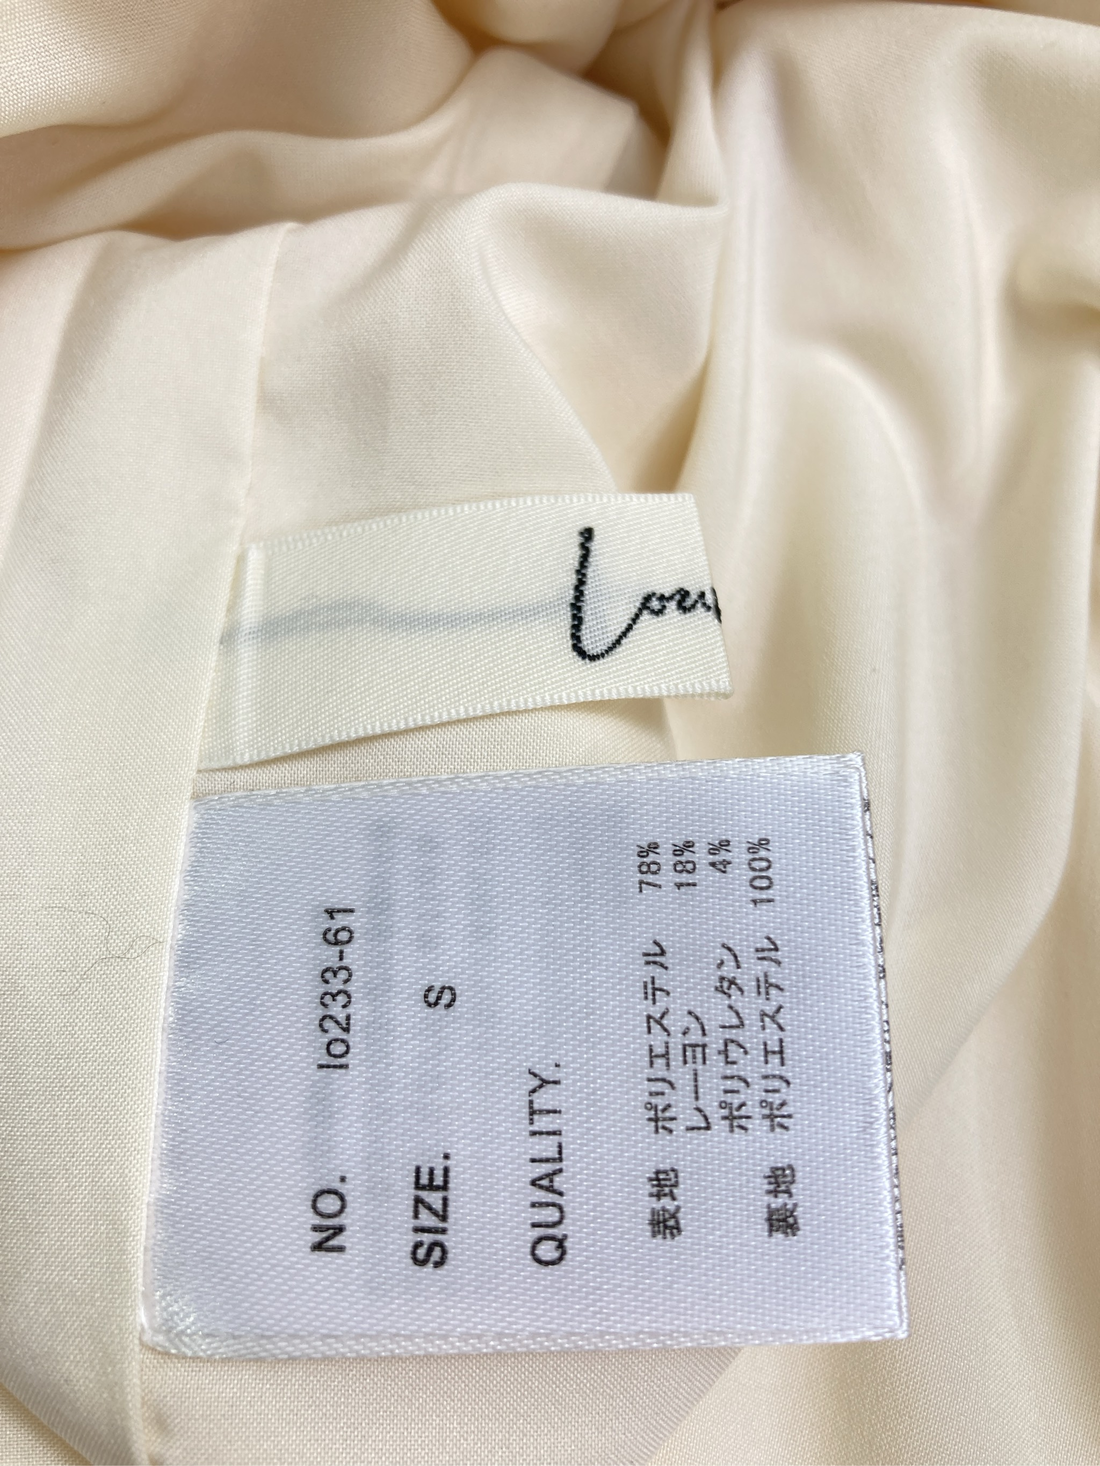 NO. lo233-61
SIZE. S
QUALITY.
表地 ポリエステル 78%
レーヨン 18%
ポリウレタン 4%
裏地 ポリエステル 100%